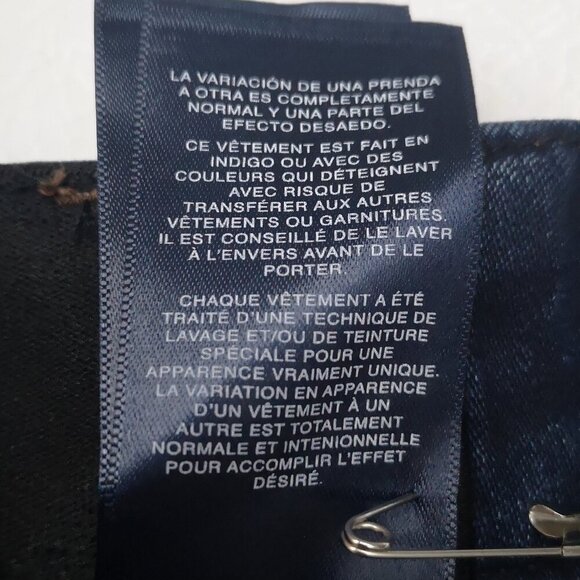 LA VARIACIÓN DE UNA PRENDA
A OTRA ES COMPLETAMENTE
NORMAL Y UNA PARTE DEL
EFECTO DESAEDO.
CE VÊTEMENT EST FAIT EN
INDIGO OU AVEC DES
COULEURS QUI DÉTEIGNENT
AVEC RISQUE DE
TRANSFÉRER AUX AUTRES
VÊTEMENTS OU GARNITURES.
IL EST CONSEILLÉ DE LE LAVER
À L'ENVERS AVANT DE LE
PORTER
CHAQUE VÊTEMENT A ÉTÉ
TRAITÉ D'UNE TECHNIQUE DE
LAVAGE ET/OU DE TEINTURE
SPÉCIALE POUR UNE
APPARENCE VRAIMENT UNIQUE.
LA VARIATION EN APPARENCE
D'UN VÊTEMENT À UN
AUTRE EST TOTALEMENT
NORMALE ET INTENIONNELLE
POUR ACCOMPLIR L'EFFET
DÉSIRÉ.